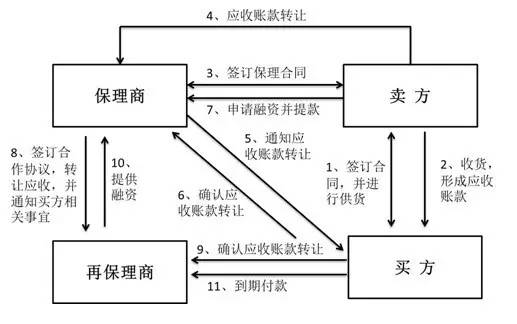 4、应收账款转让
3、签订保理合同
保理商
卖 方
7、申请融资并提款
5、通知应
收账款转让
8、签订合
作协议，转
让应收，并
通知买方相
关事宜
10、
提供
融资
6、确认应
收账款转让
1、签订合
同，并进
行供货
2、收货，
形成应收
账款
9、确认应收账款转让
再保理商
买 方
11、到期付款